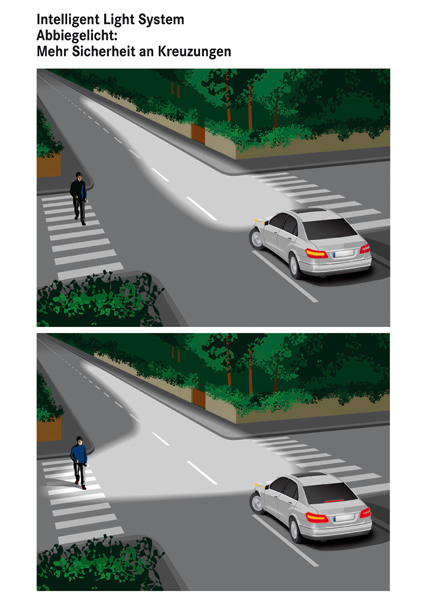 Intelligent Light System
Abbiegelicht:
Mehr Sicherheit an Kreuzungen